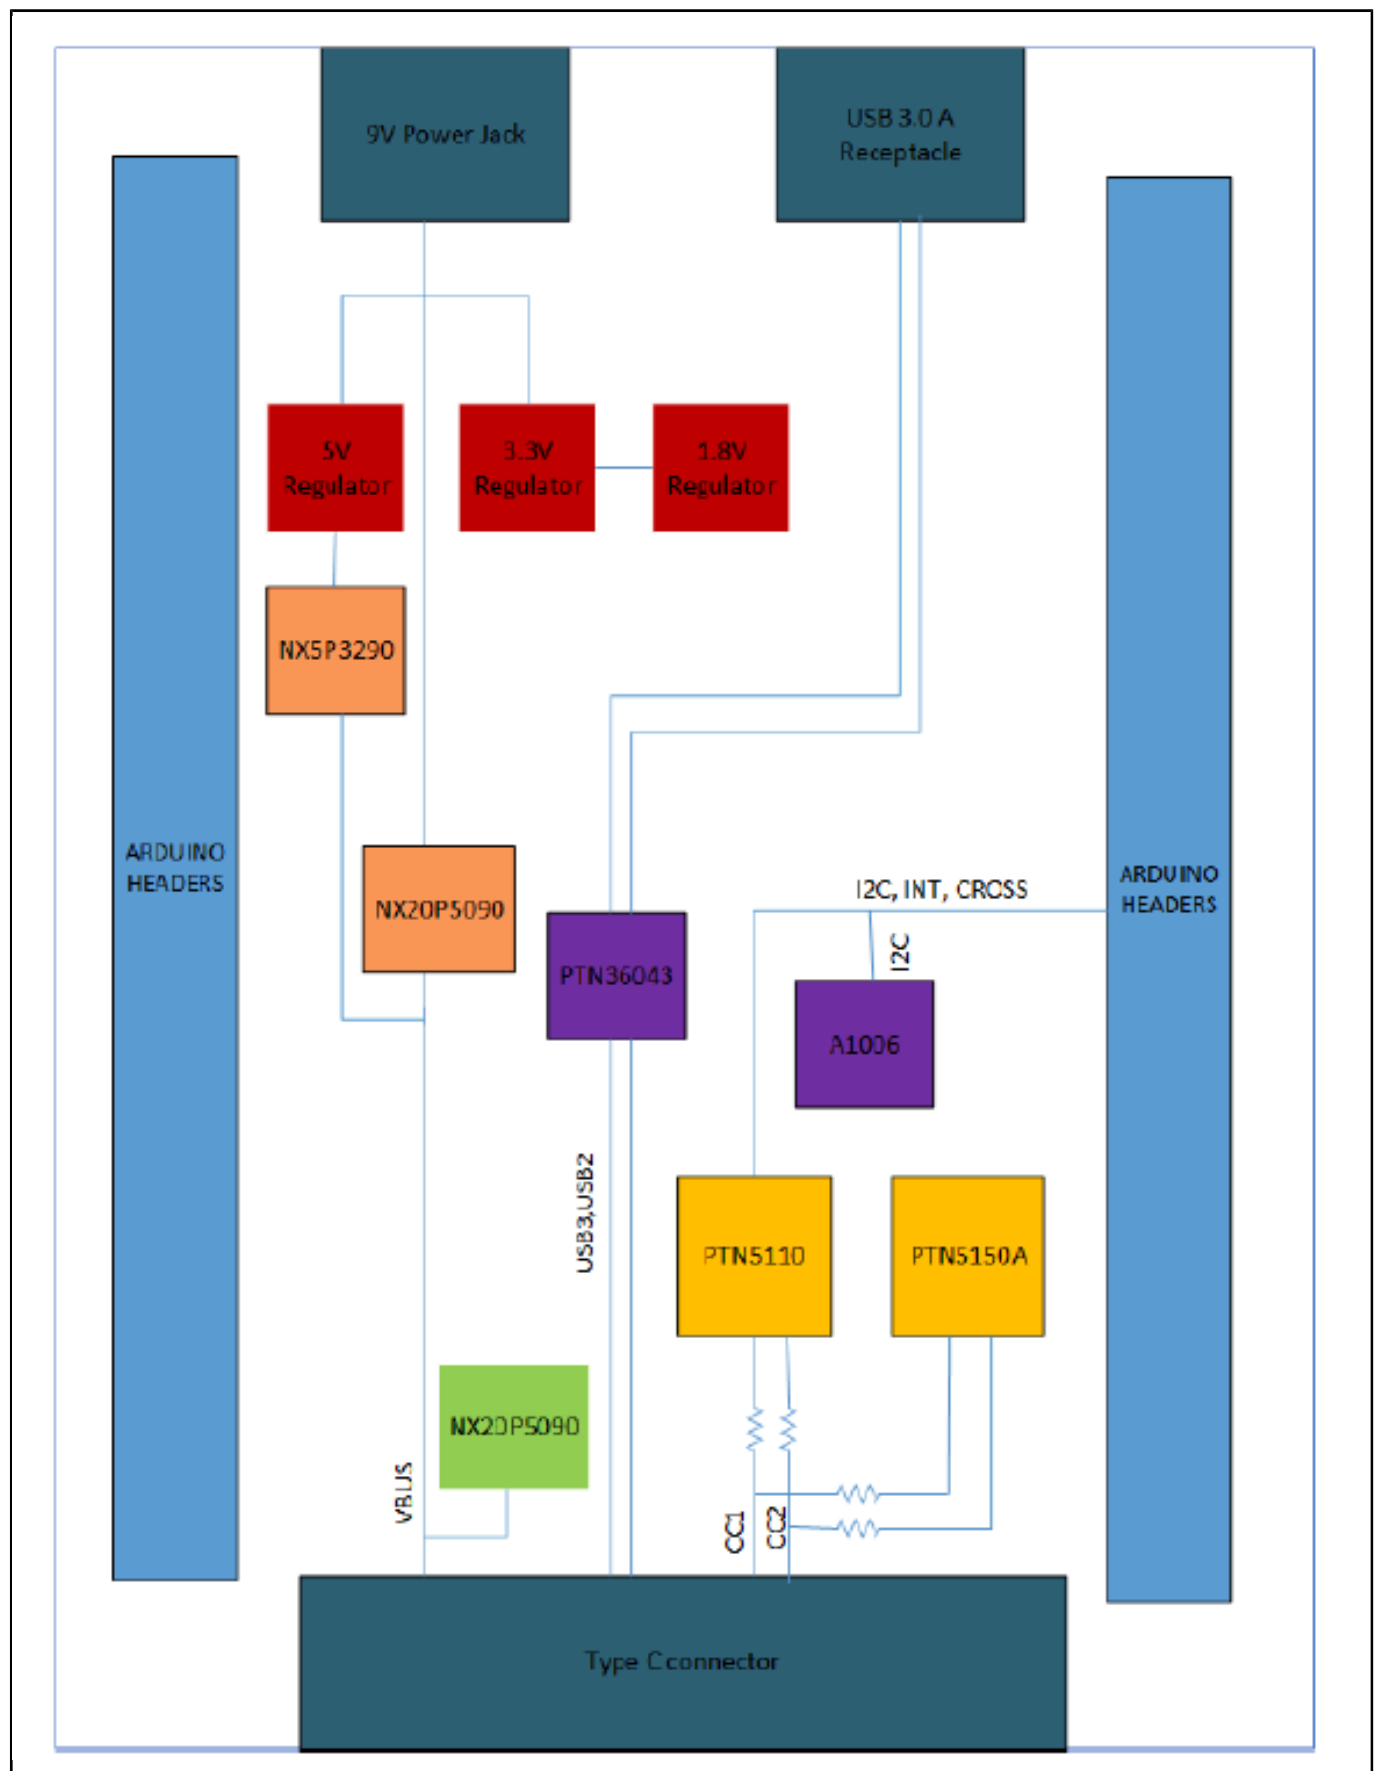 9V Power Jack
USB 3.0 A
Receptacle
5V
Regulator
3.3V
Regulator
1.8V
Regulator
NX5P3290
ARDUINO
HEADERS
NX20P5090
PTN36043
I2C, INT, CROSS
I2C
ARDUINO
HEADERS
A1006
USB3,USB2
PTN5110
PTN5150A
NX20P5090
VBUS
CC1
CC2
Type C connector